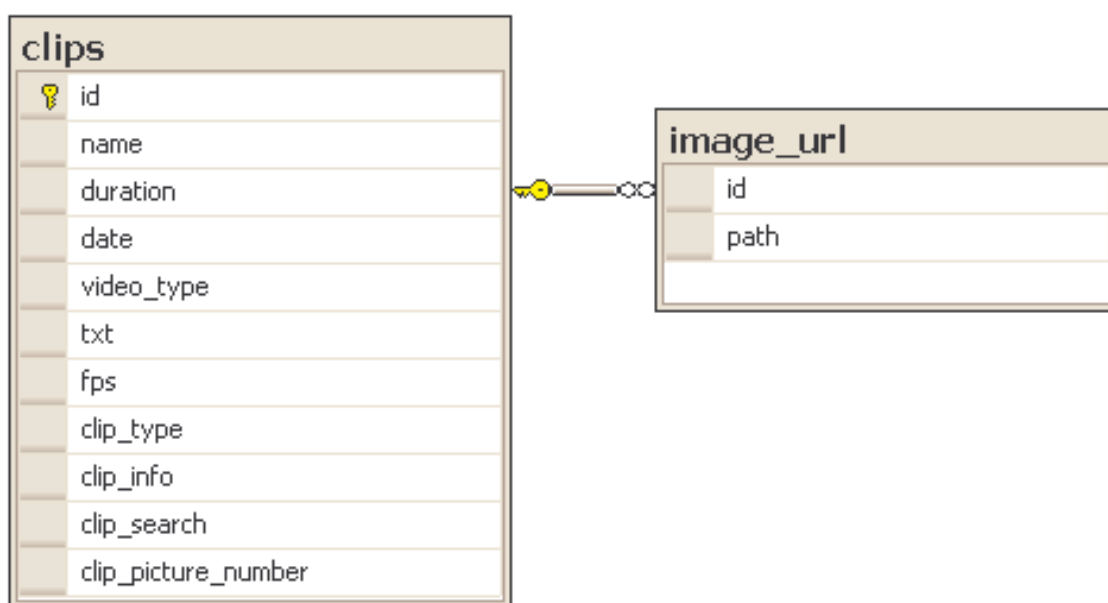 clips
id
name
duration
date
video_type
txt
fps
clip_type
clip_info
clip_search
clip_picture_number
image_url
id
path